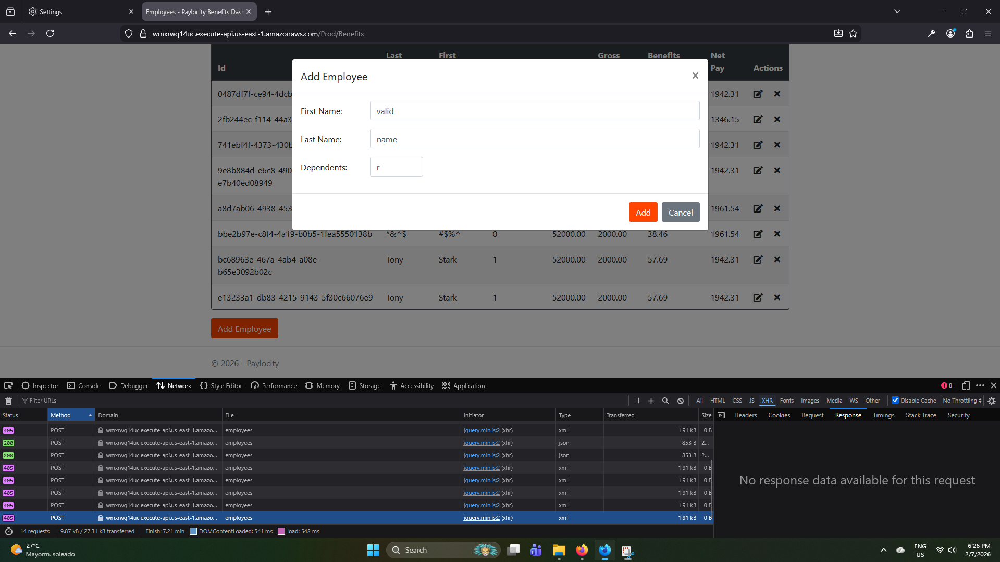 Settings
Employees - Paylocity Benefits Dash
wmxrwq14uc.execute-api.us-east-1.amazonaws.com/Prod/Benefits
Id Last First Gross Benefits Net Pay Actions
Add Employee
First Name: valid
Last Name: name
Dependents: r
Add Cancel
0487df7f-ce94-4dcb 1942.31
2fb244ec-f114-44a3 1346.15
741ebf4f-4373-430b 1942.31
9e8b884d-e6c8-490 1942.31
e7b40ed08949
a8d7ab06-4938-453 1961.54
bbe2b97e-c8f4-4a19-b0b5-1fea5550138b *&^$ #$%^ 0 52000.00 2000.00 38.46 1961.54
bc68963e-467a-4ab4-a08e- Tony Stark 1 52000.00 2000.00 57.69 1942.31
b65e3092b02c
e13233a1-db83-4215-9143-5f30c66076e9 Tony Stark 1 52000.00 2000.00 57.69 1942.31
Add Employee
© 2026 - Paylocity
Inspector Console Debugger Network Style Editor Performance Memory Storage Accessibility Application 8
Filter URLs All HTML CSS JS XHR Fonts Images Media WS Other Disable Cache No Throttling
Status Method Domain File Initiator Type Transferred Size Headers Cookies Request Response Timings Stack Trace Security
405 POST wmxrwq14uc.execute-api.us-east-1.amazo... employees jquery.min.js:2 (xhr) xml 1.91 kB 0 B
200 POST wmxrwq14uc.execute-api.us-east-1.amazo... employees jquery.min.js:2 (xhr) json 853 B 2...
200 POST wmxrwq14uc.execute-api.us-east-1.amazo... employees jquery.min.js:2 (xhr) json 853 B 2...
405 POST wmxrwq14uc.execute-api.us-east-1.amazo... employees jquery.min.js:2 (xhr) xml 1.91 kB 0 B
405 POST wmxrwq14uc.execute-api.us-east-1.amazo... employees jquery.min.js:2 (xhr) xml 1.91 kB 0 B
405 POST wmxrwq14uc.execute-api.us-east-1.amazo... employees jquery.min.js:2 (xhr) xml 1.91 kB 0 B
405 POST wmxrwq14uc.execute-api.us-east-1.amazo... employees jquery.min.js:2 (xhr) xml 1.91 kB 0 B
405 POST wmxrwq14uc.execute-api.us-east-1.amazo... employees jquery.min.js:2 (xhr) xml 1.91 kB 0 B
No response data available for this request
14 requests 9.87 kB / 27.31 kB transferred Finish: 7.21 min DOMContentLoaded: 541 ms load: 542 ms
27°C
Mayorm. soleado
Search
ENG
US
6:26 PM
2/7/2026